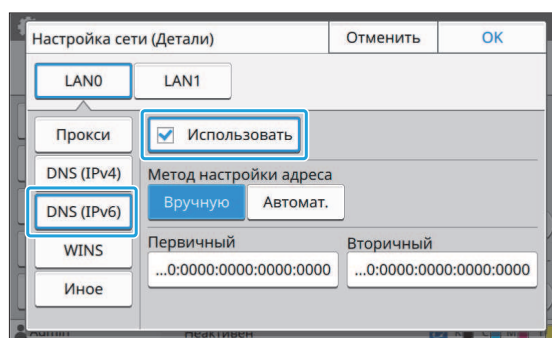 Настройка сети (Детали) Отменить OK
LAN0 LAN1
Прокси Использовать
DNS (IPv4) Метод настройки адреса
DNS (IPv6) Вручную Автомат.
WINS Первичный Вторичный
...0:0000:0000:0000:0000 ...0:0000:0000:0000:0000
Иное
Admin Неактивен